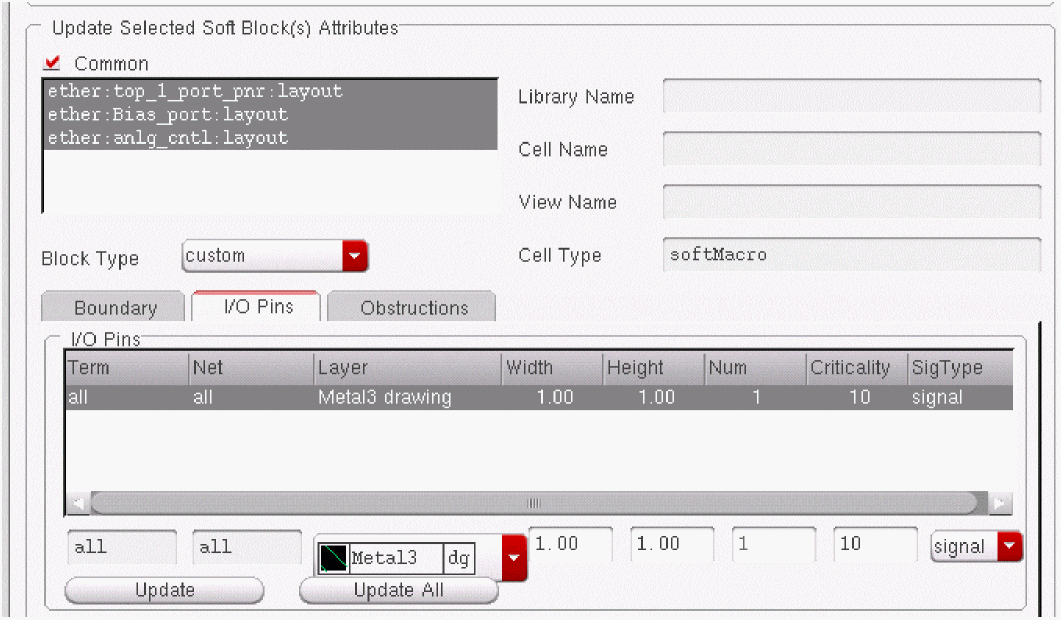 Update Selected Soft Block(s) Attributes
Common
ether:top_1_port_pnr:layout
ether:Bias_port:layout
ether:anlg_cntl:layout
Library Name
Cell Name
View Name
Block Type custom
Cell Type softMacro
Boundary I/O Pins Obstructions
I/O Pins
Term Net Layer Width Height Num Criticality SigType
all all Metal3 drawing 1.00 1.00 1 10 signal
all all Metal3 dg 1.00 1.00 1 10 signal
Update Update All